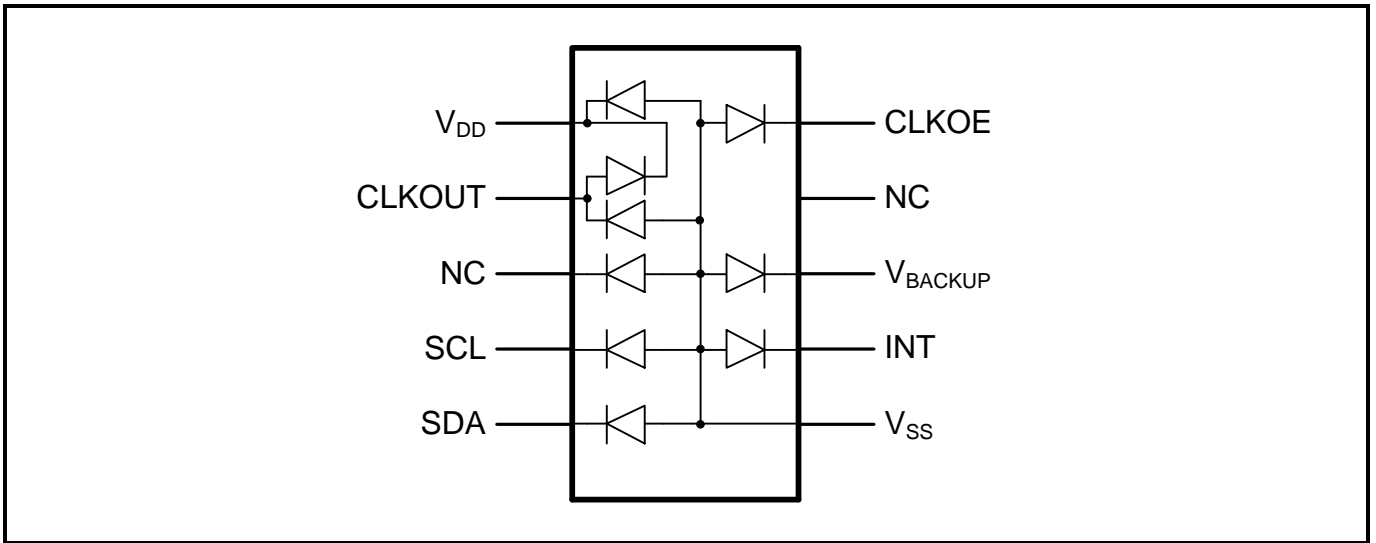 VDD
CLKOUT
NC
SCL
SDA
CLKOE
NC
VBACKUP
INT
VSS